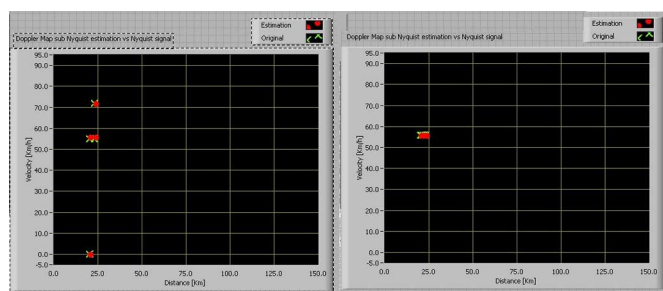 Estimation
Original
Doppler Map sub Nyquist estimation vs Nyquist signal
95.0
90.0
80.0
70.0
60.0
50.0
40.0
30.0
20.0
10.0
0.0
-5.0
Velocity [Km/h]
0.0 25.0 50.0 75.0 100.0 125.0 150.0
Distance [Km]
Estimation
Original
Doppler Map sub Nyquist estimation vs Nyquist signal
95.0
90.0
80.0
70.0
60.0
50.0
40.0
30.0
20.0
10.0
0.0
-5.0
Velocity [Km/h]
0.0 25.0 50.0 75.0 100.0 125.0 150.0
Distance [Km]